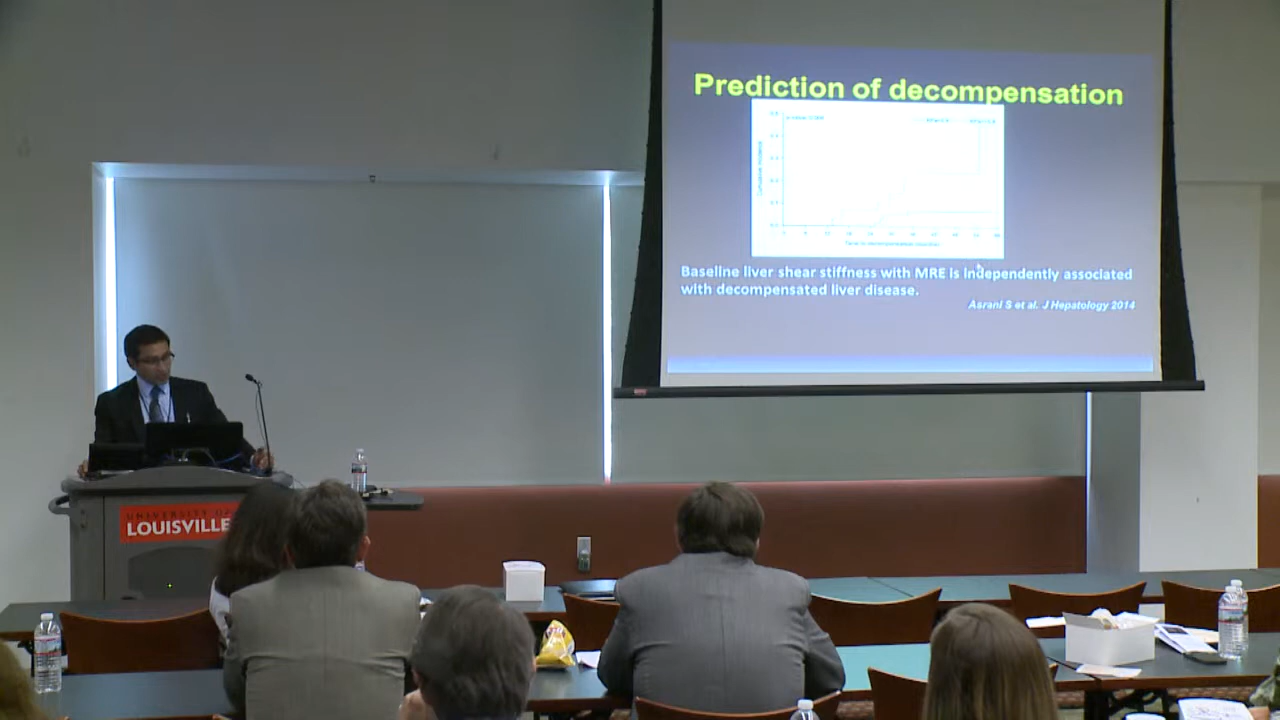 Prediction of decompensation
Baseline liver shear stiffness with MRE is independently associated
with decompensated liver disease.
Asrani S et al. J Hepatology 2014
UNIVERSITY OF
LOUISVILLE